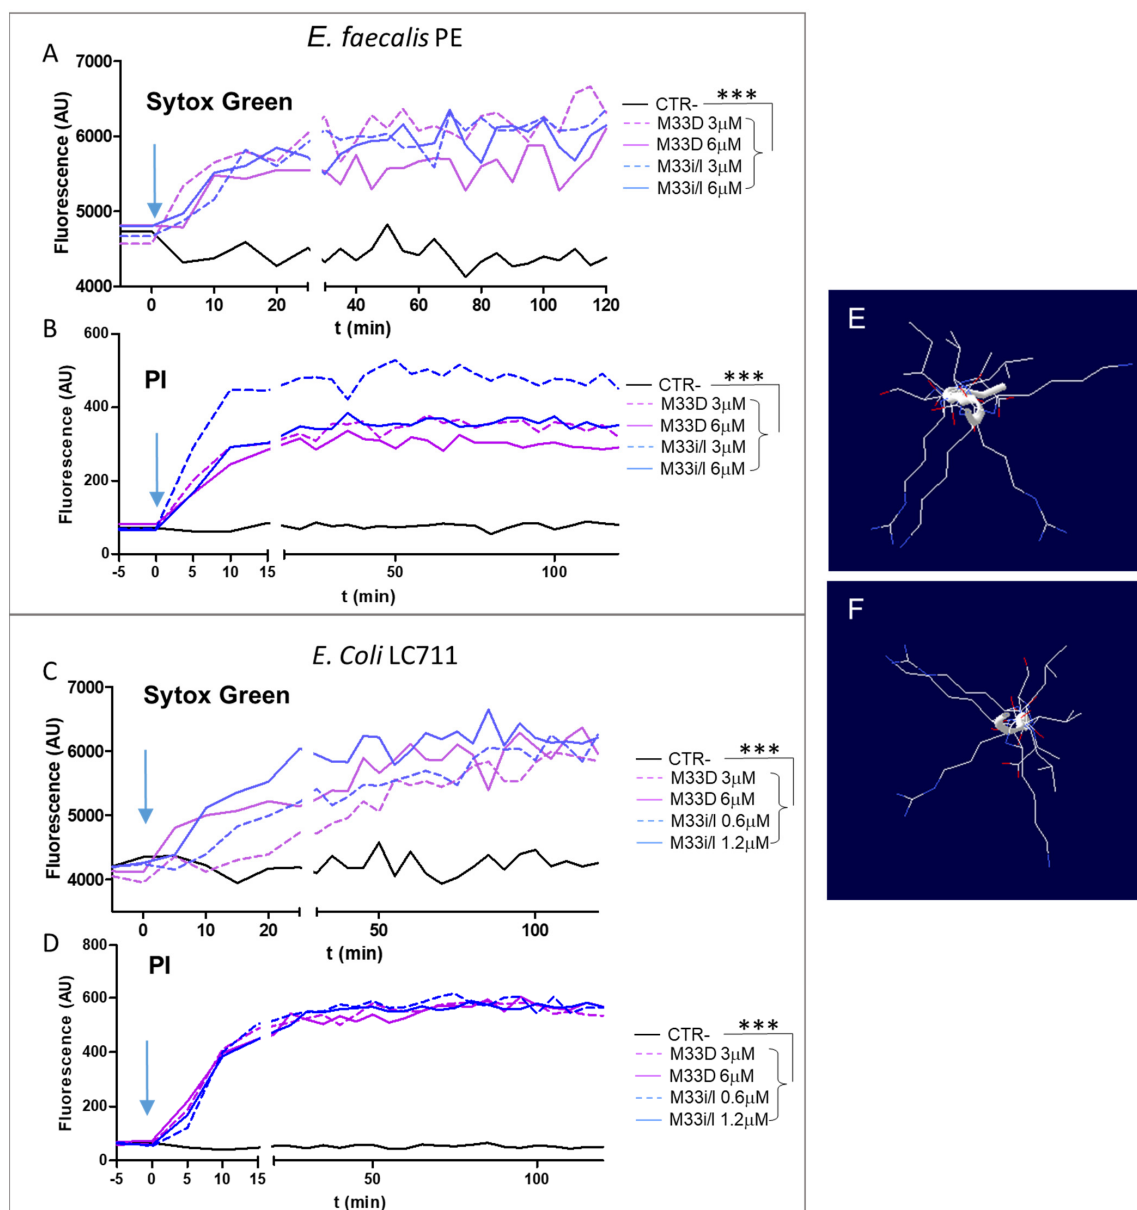 E. faecalis PE
A
Sytox Green
Fluorescence (AU)
7000
6000
5000
4000
0
10
20
40
60
80
100
120
t (min)
CTR-
***
M33D 3μM
M33D 6μM
M33i/l 3μM
M33i/l 6μM
B
PI
Fluorescence (AU)
600
400
200
0
-5
0
5
10
15
50
100
t (min)
CTR-
***
M33D 3μM
M33D 6μM
M33i/l 3μM
M33i/l 6μM
E. Coli LC711
C
Sytox Green
Fluorescence (AU)
7000
6000
5000
4000
0
10
20
50
100
t (min)
CTR-
***
M33D 3μM
M33D 6μM
M33i/l 0.6μM
M33i/l 1.2μM
D
PI
Fluorescence (AU)
800
600
400
200
0
-5
0
5
10
15
50
100
t (min)
CTR-
***
M33D 3μM
M33D 6μM
M33i/l 0.6μM
M33i/l 1.2μM
E
F